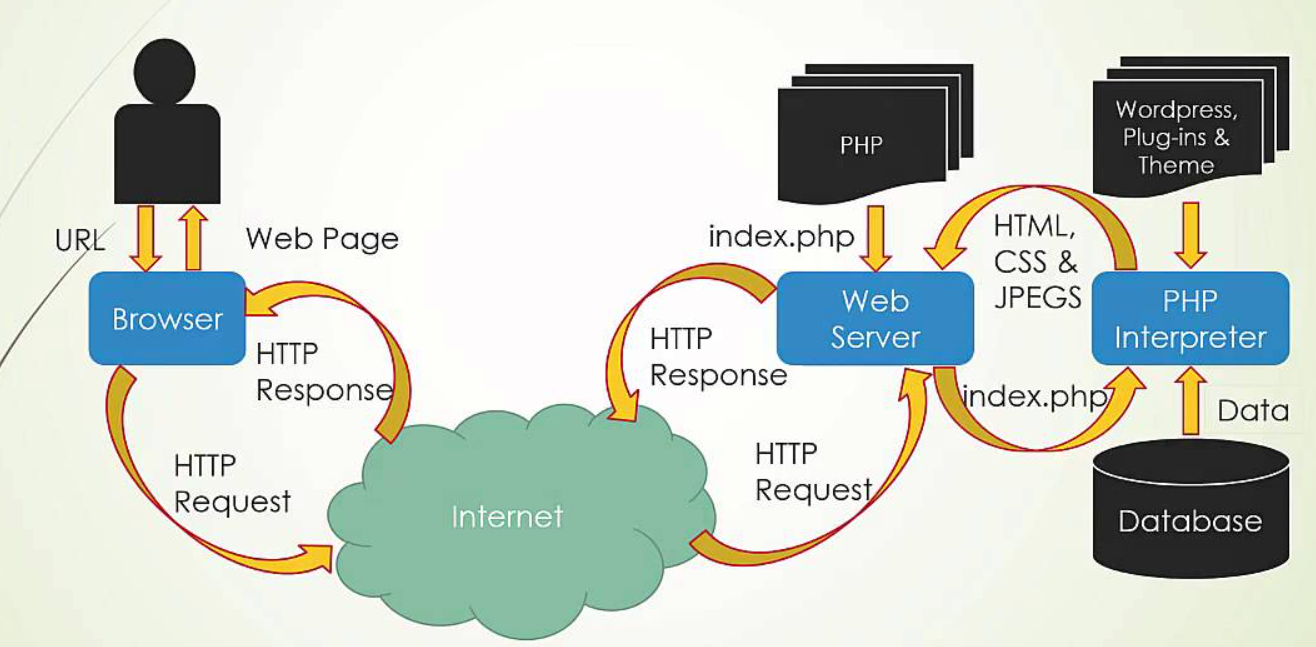 URL
Web Page
Browser
HTTP
Response
HTTP
Request
Internet
HTTP
Response
HTTP
Request
PHP
index.php
Web
Server
HTML,
CSS &
JPEGS
index.php
Wordpress,
Plug-ins &
Theme
PHP
Interpreter
Data
Database